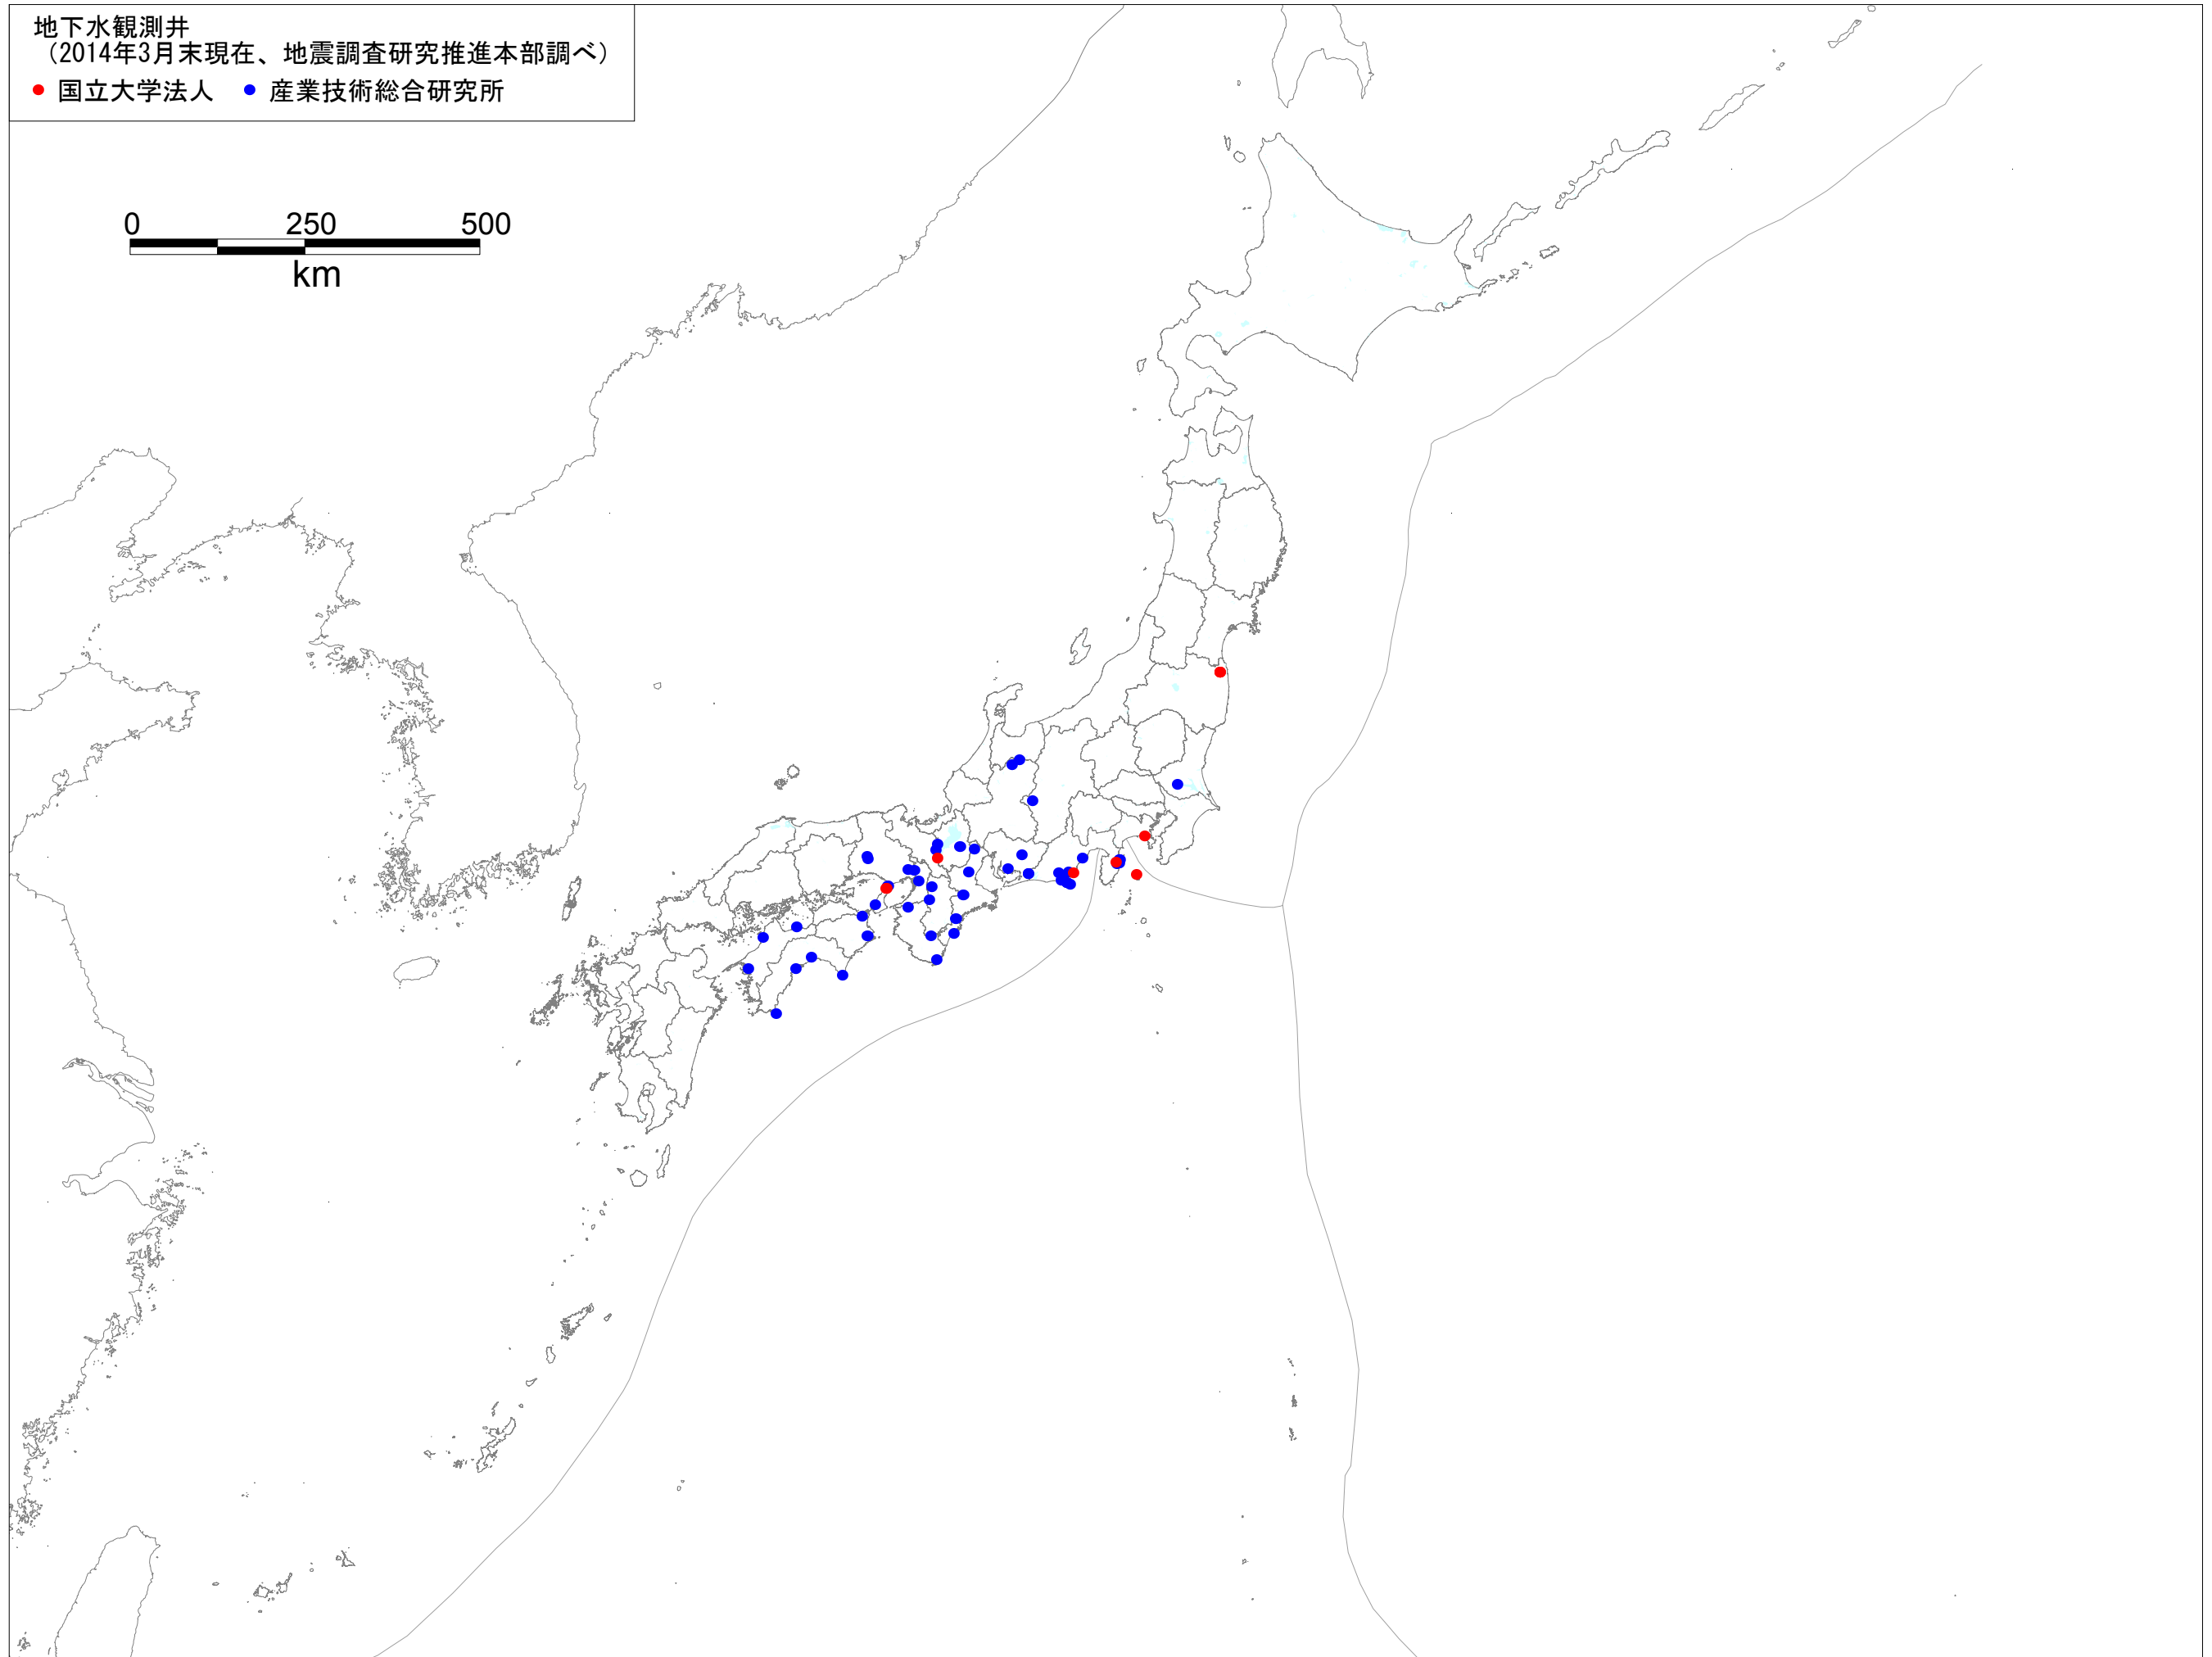 地下水観測井
（2014年3月末現在、地震調査研究推進本部調べ）
● 国立大学法人 ● 産業技術総合研究所
0 250 500
km